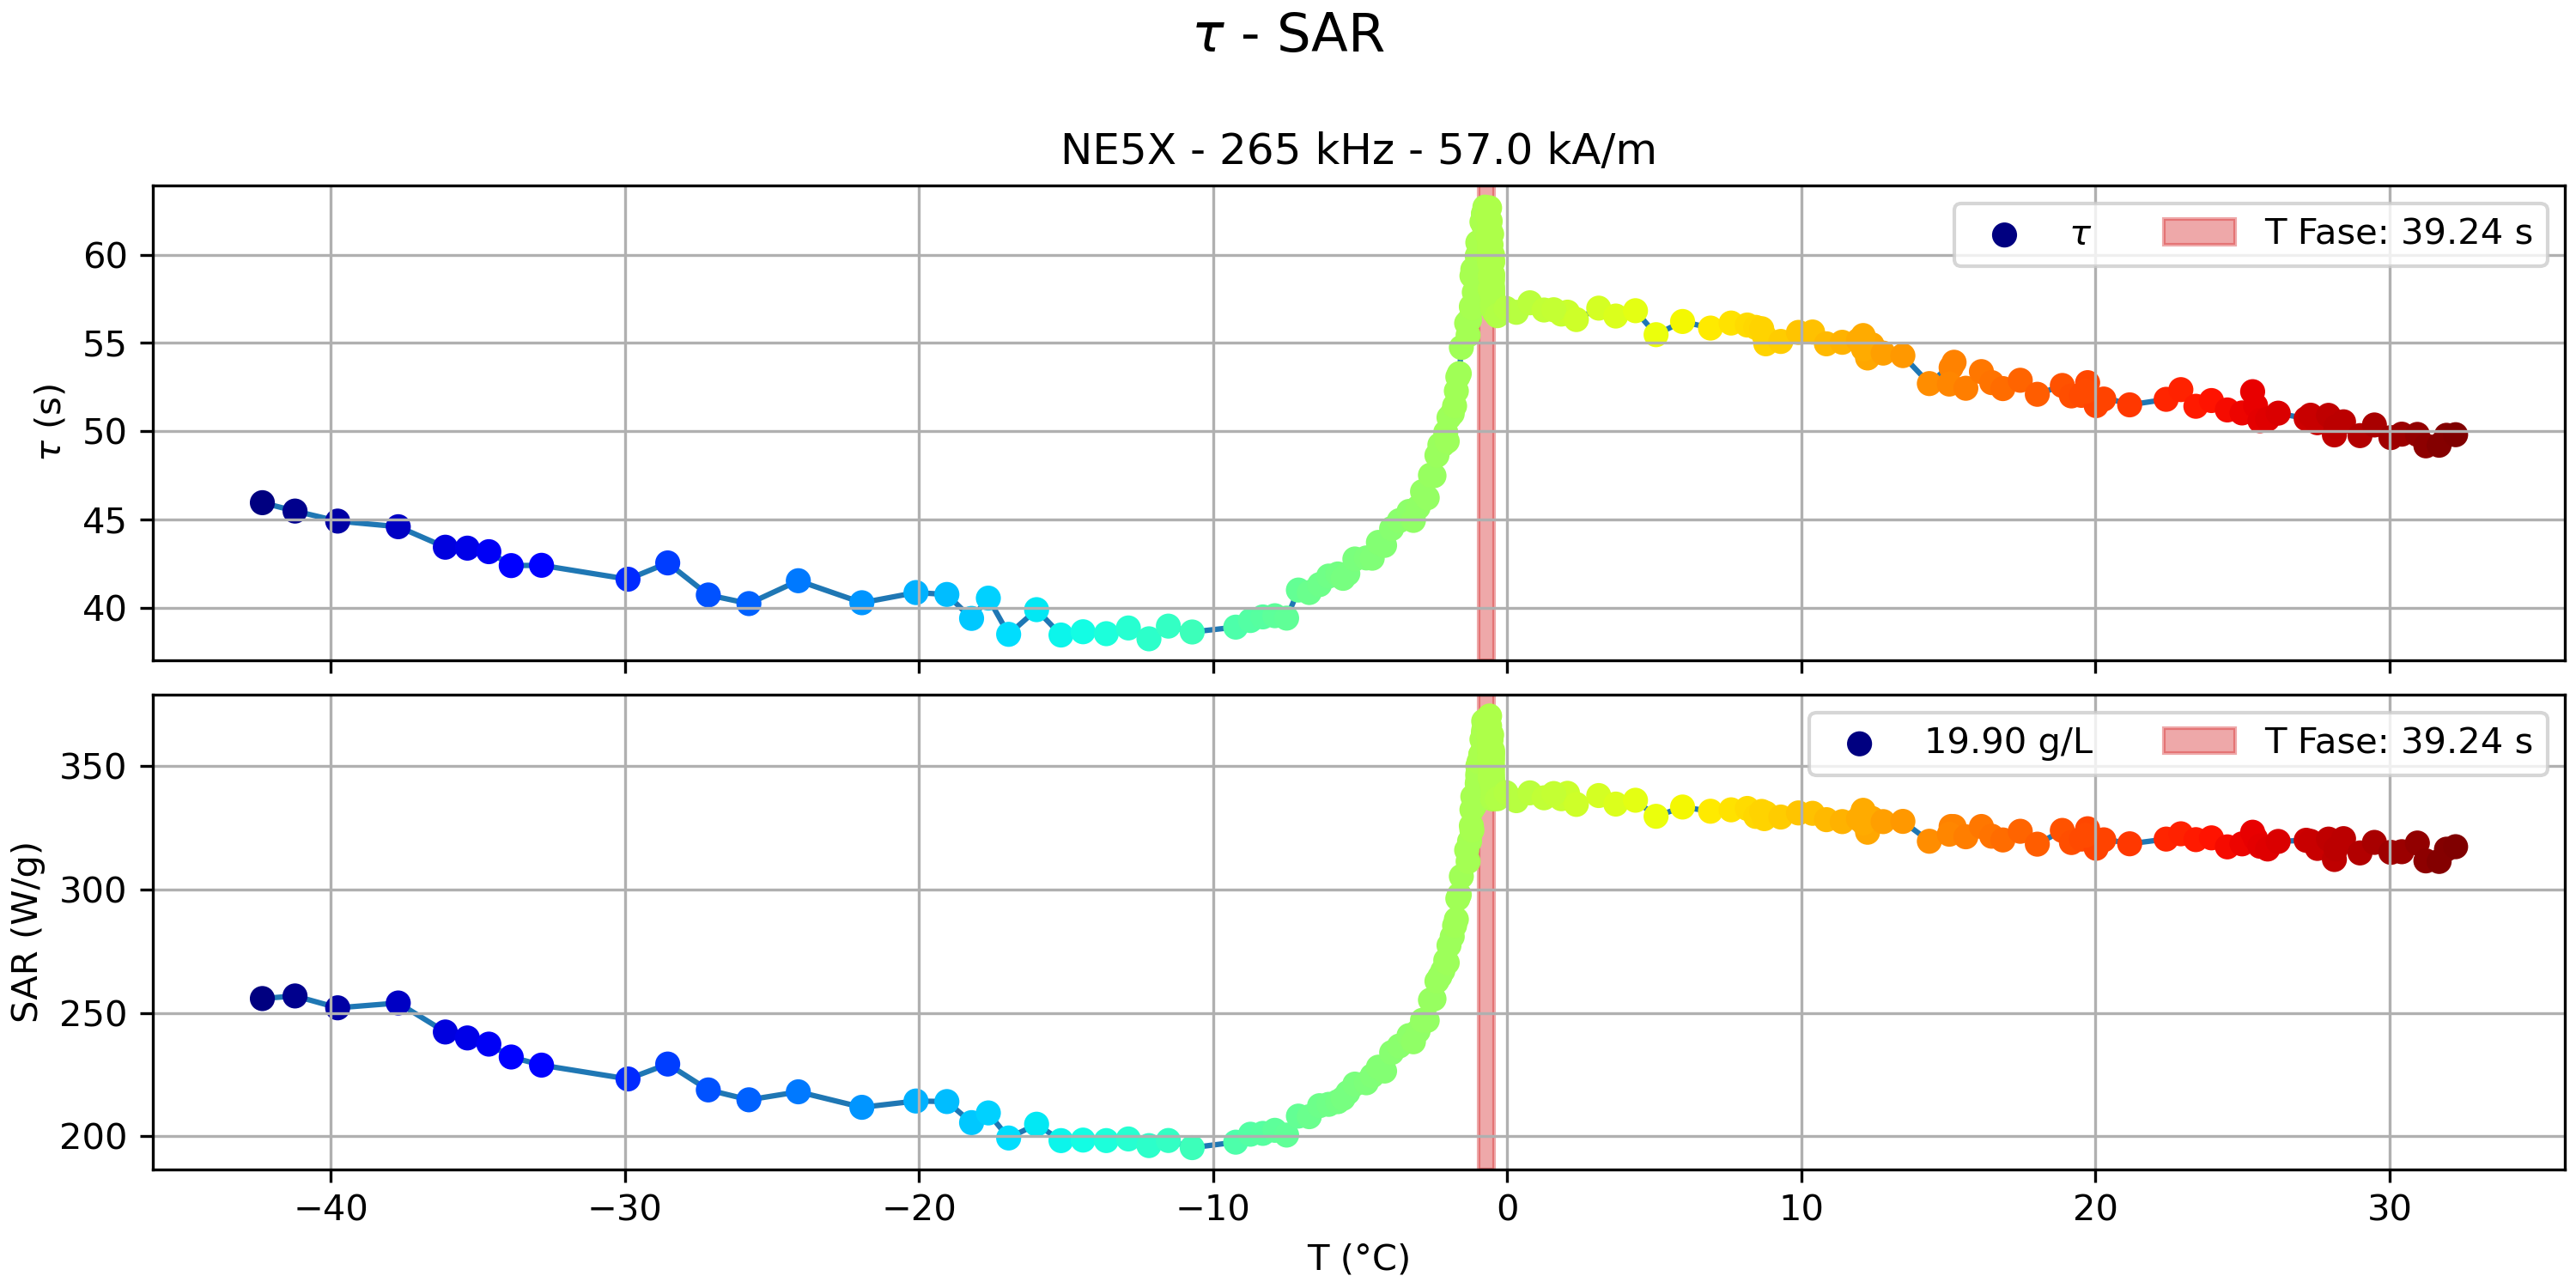 τ - SAR
NE5X - 265 kHz - 57.0 kA/m
τ
T Fase: 39.24 s
60
55
50
45
40
τ (s)
19.90 g/L
T Fase: 39.24 s
350
300
250
200
SAR (W/g)
−40 −30 −20 −10 0 10 20 30
T (°C)